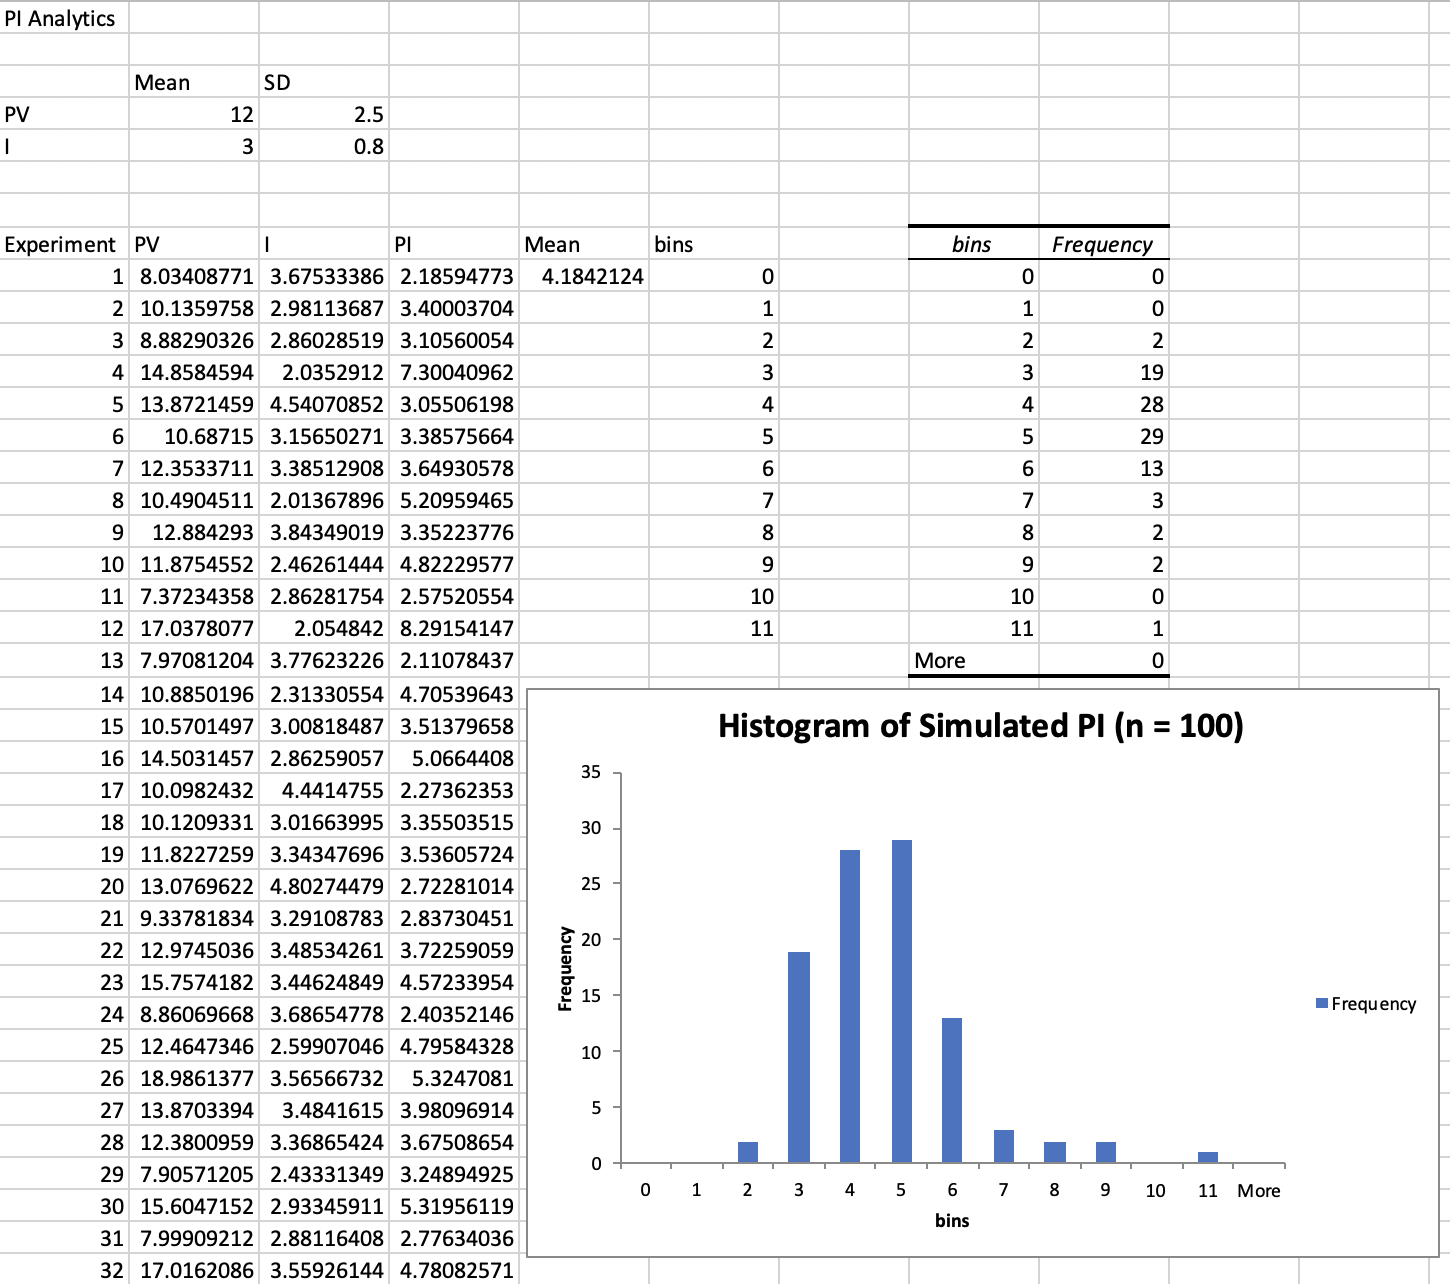 PI Analytics
Mean SD
PV 12 2.5
I 3 0.8
Experiment PV I PI Mean bins bins Frequency
1 8.03408771 3.67533386 2.18594773 4.1842124 0 0 0
2 10.1359758 2.98113687 3.40003704 1 1 0
3 8.88290326 2.86028519 3.10560054 2 2 2
4 14.8584594 2.0352912 7.30040962 3 3 19
5 13.8721459 4.54070852 3.05506198 4 4 28
6 10.68715 3.15650271 3.38575664 5 5 29
7 12.3533711 3.38512908 3.64930578 6 6 13
8 10.4904511 2.01367896 5.20959465 7 7 3
9 12.884293 3.84349019 3.35223776 8 8 2
10 11.8754552 2.46261444 4.82229577 9 9 2
11 7.37234358 2.86281754 2.57520554 10 10 0
12 17.0378077 2.054842 8.29154147 11 11 1
13 7.97081204 3.77623226 2.11078437 More 0
14 10.8850196 2.31330554 4.70539643
15 10.5701497 3.00818487 3.51379658
16 14.5031457 2.86259057 5.0664408
17 10.0982432 4.4414755 2.27362353
18 10.1209331 3.01663995 3.35503515
19 11.8227259 3.34347696 3.53605724
20 13.0769622 4.80274479 2.72281014
21 9.33781834 3.29108783 2.83730451
22 12.9745036 3.48534261 3.72259059
23 15.7574182 3.44624849 4.57233954
24 8.86069668 3.68654778 2.40352146
25 12.4647346 2.59907046 4.79584328
26 18.9861377 3.56566732 5.3247081
27 13.8703394 3.4841615 3.98096914
28 12.3800959 3.36865424 3.67508654
29 7.90571205 2.43331349 3.24894925
30 15.6047152 2.93345911 5.31956119
31 7.99909212 2.88116408 2.77634036
32 17.0162086 3.55926144 4.78082571
Histogram of Simulated PI (n = 100)
35
30
25
20
15
10
5
0
Frequency
0 1 2 3 4 5 6 7 8 9 10 11 More
bins
Frequency